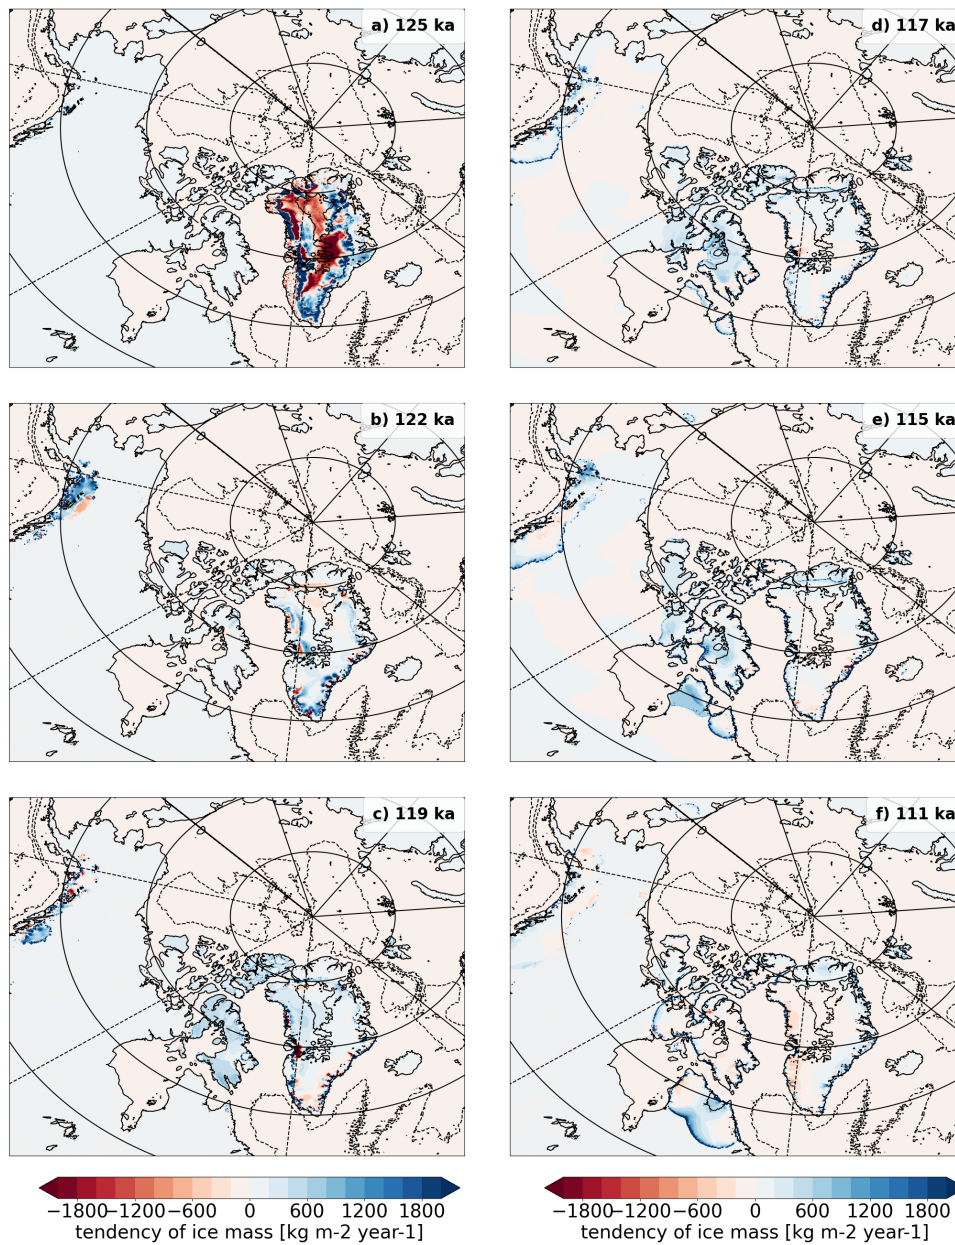 a) 125 ka
d) 117 ka
b) 122 ka
e) 115 ka
c) 119 ka
f) 111 ka
−1800 −1200 −600 0 600 1200 1800
tendency of ice mass [kg m-2 year-1]
−1800 −1200 −600 0 600 1200 1800
tendency of ice mass [kg m-2 year-1]